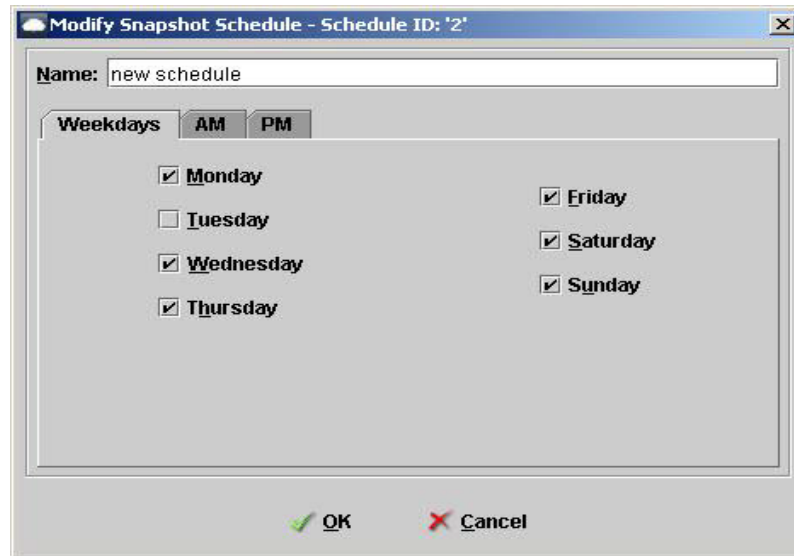 Modify Snapshot Schedule - Schedule ID: '2'
Name: new schedule
Weekdays AM PM
Monday
Tuesday
Wednesday
Thursday
Friday
Saturday
Sunday
OK Cancel